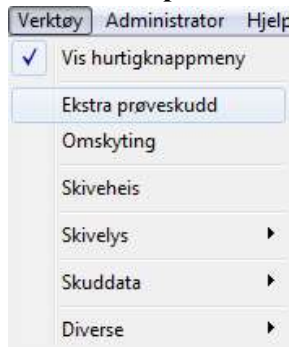 Verktøy Administrator Hjelp
Vis hurtigknappmeny
Ekstra prøveskudd
Omskyting
Skiveheis
Skivelys
Skuddata
Diverse